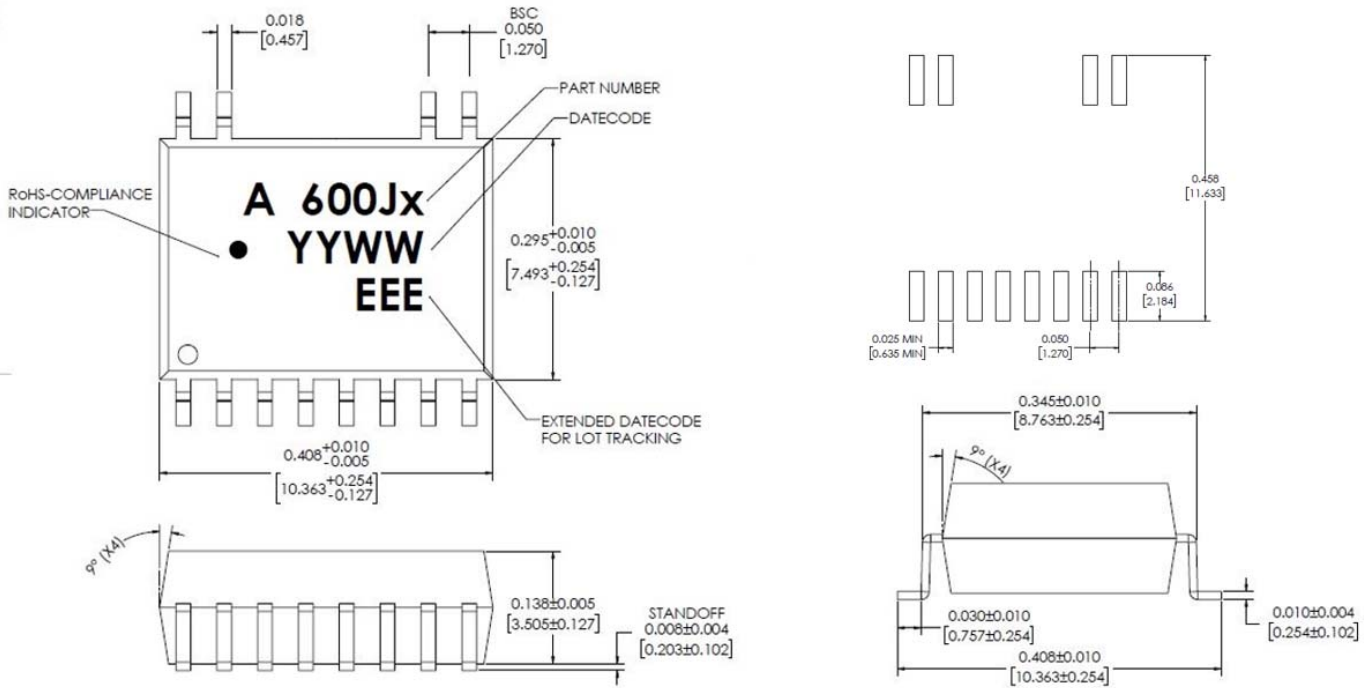 0.018
[0.457]
BSC
0.050
[1.270]
PART NUMBER
DATECODE
RoHS-COMPLIANCE
INDICATOR
A 600Jx
YYWW
EEE
0.295+0.010
-0.005
[7.493+0.254
-0.127]
EXTENDED DATECODE
FOR LOT TRACKING
0.408+0.010
-0.005
[10.363+0.254
-0.127]
9° (X4)
0.138±0.005
[3.505±0.127]
STANDOFF
0.008±0.004
[0.203±0.102]
0.458
[11.633]
0.086
[2.184]
0.025 MIN
[0.635 MIN]
0.050
[1.270]
0.345±0.010
[8.763±0.254]
9° (X4)
0.030±0.010
[0.757±0.254]
0.010±0.004
[0.254±0.102]
0.408±0.010
[10.363±0.254]